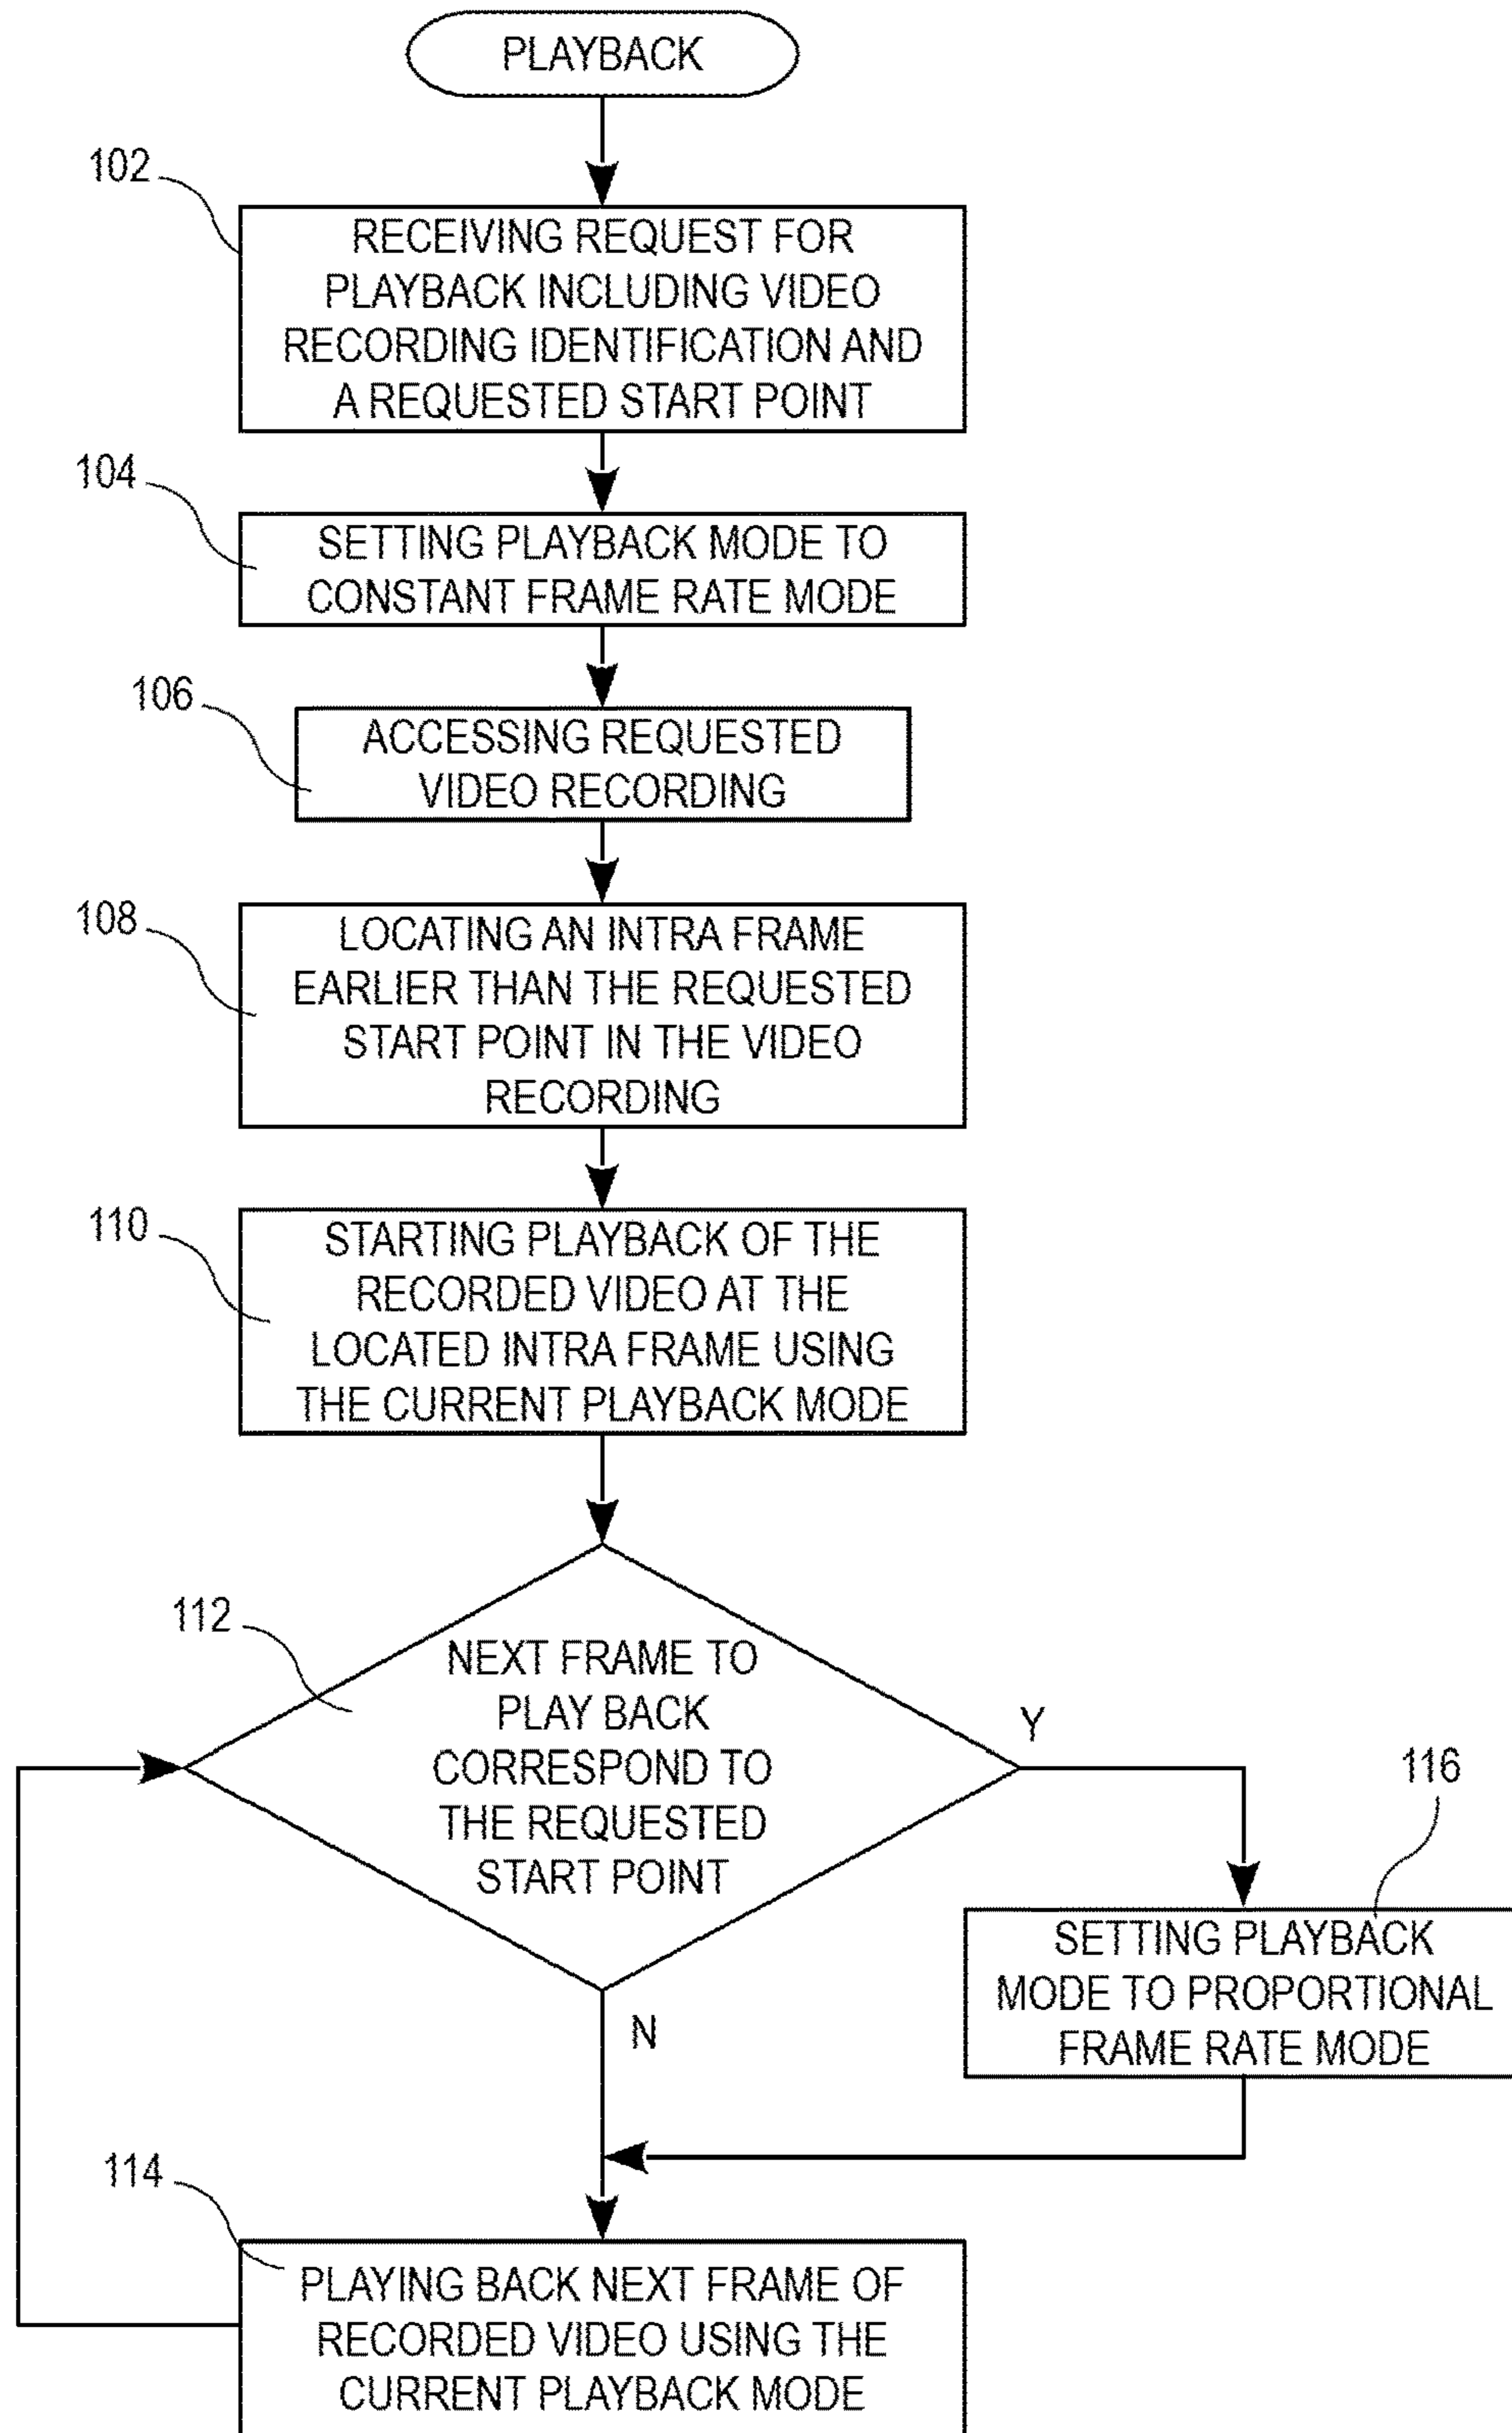 PLAYBACK
102
RECEIVING REQUEST FOR
PLAYBACK INCLUDING VIDEO
RECORDING IDENTIFICATION AND
A REQUESTED START POINT
104
SETTING PLAYBACK MODE TO
CONSTANT FRAME RATE MODE
106
ACCESSING REQUESTED
VIDEO RECORDING
108
LOCATING AN INTRA FRAME
EARLIER THAN THE REQUESTED
START POINT IN THE VIDEO
RECORDING
110
STARTING PLAYBACK OF THE
RECORDED VIDEO AT THE
LOCATED INTRA FRAME USING
THE CURRENT PLAYBACK MODE
112
NEXT FRAME TO
PLAY BACK
CORRESPOND TO
THE REQUESTED
START POINT
Y
116
SETTING PLAYBACK
MODE TO PROPORTIONAL
FRAME RATE MODE
N
114
PLAYING BACK NEXT FRAME OF
RECORDED VIDEO USING THE
CURRENT PLAYBACK MODE